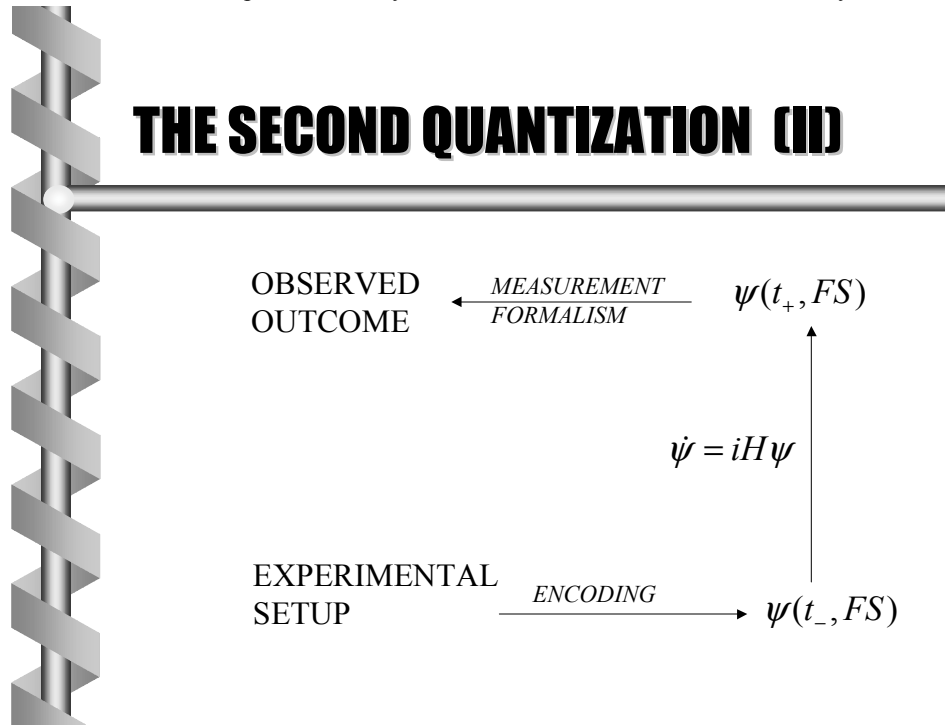 THE SECOND QUANTIZATION (II)
OBSERVED OUTCOME
MEASUREMENT FORMALISM
ψ(t₊, FS)
ψ̇ = iHψ
EXPERIMENTAL SETUP
ENCODING
ψ(t₋, FS)